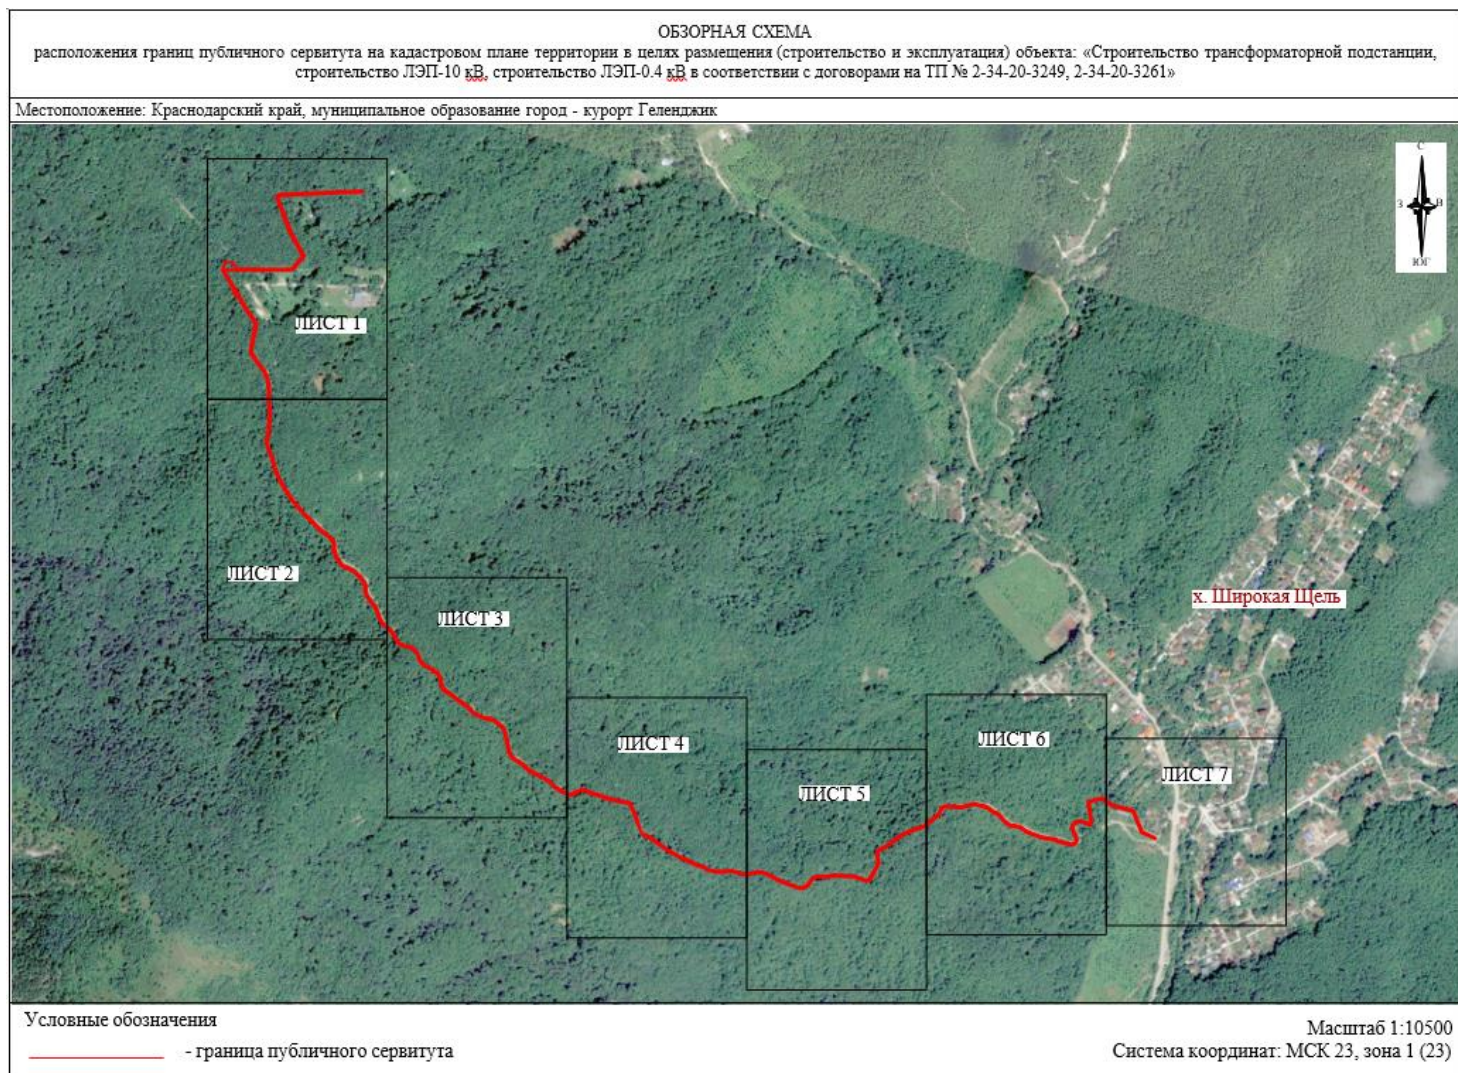 ОБЗОРНАЯ СХЕМА
расположения границ публичного сервитута на кадастровом плане территории в целях размещения (строительство и эксплуатация) объекта: «Строительство трансформаторной подстанции,
строительство ЛЭП-10 кВ, строительство ЛЭП-0.4 кВ в соответствии с договорами на ТП № 2-34-20-3249, 2-34-20-3261»
Местоположение: Краснодарский край, муниципальное образование город - курорт Геленджик
С
З В
ЮГ
ЛИСТ 1
ЛИСТ 2
ЛИСТ 3
х. Широкая Щель
ЛИСТ 4
ЛИСТ 5
ЛИСТ 6
ЛИСТ 7
Условные обозначения
- граница публичного сервитута
Масштаб 1:10500
Система координат: МСК 23, зона 1 (23)